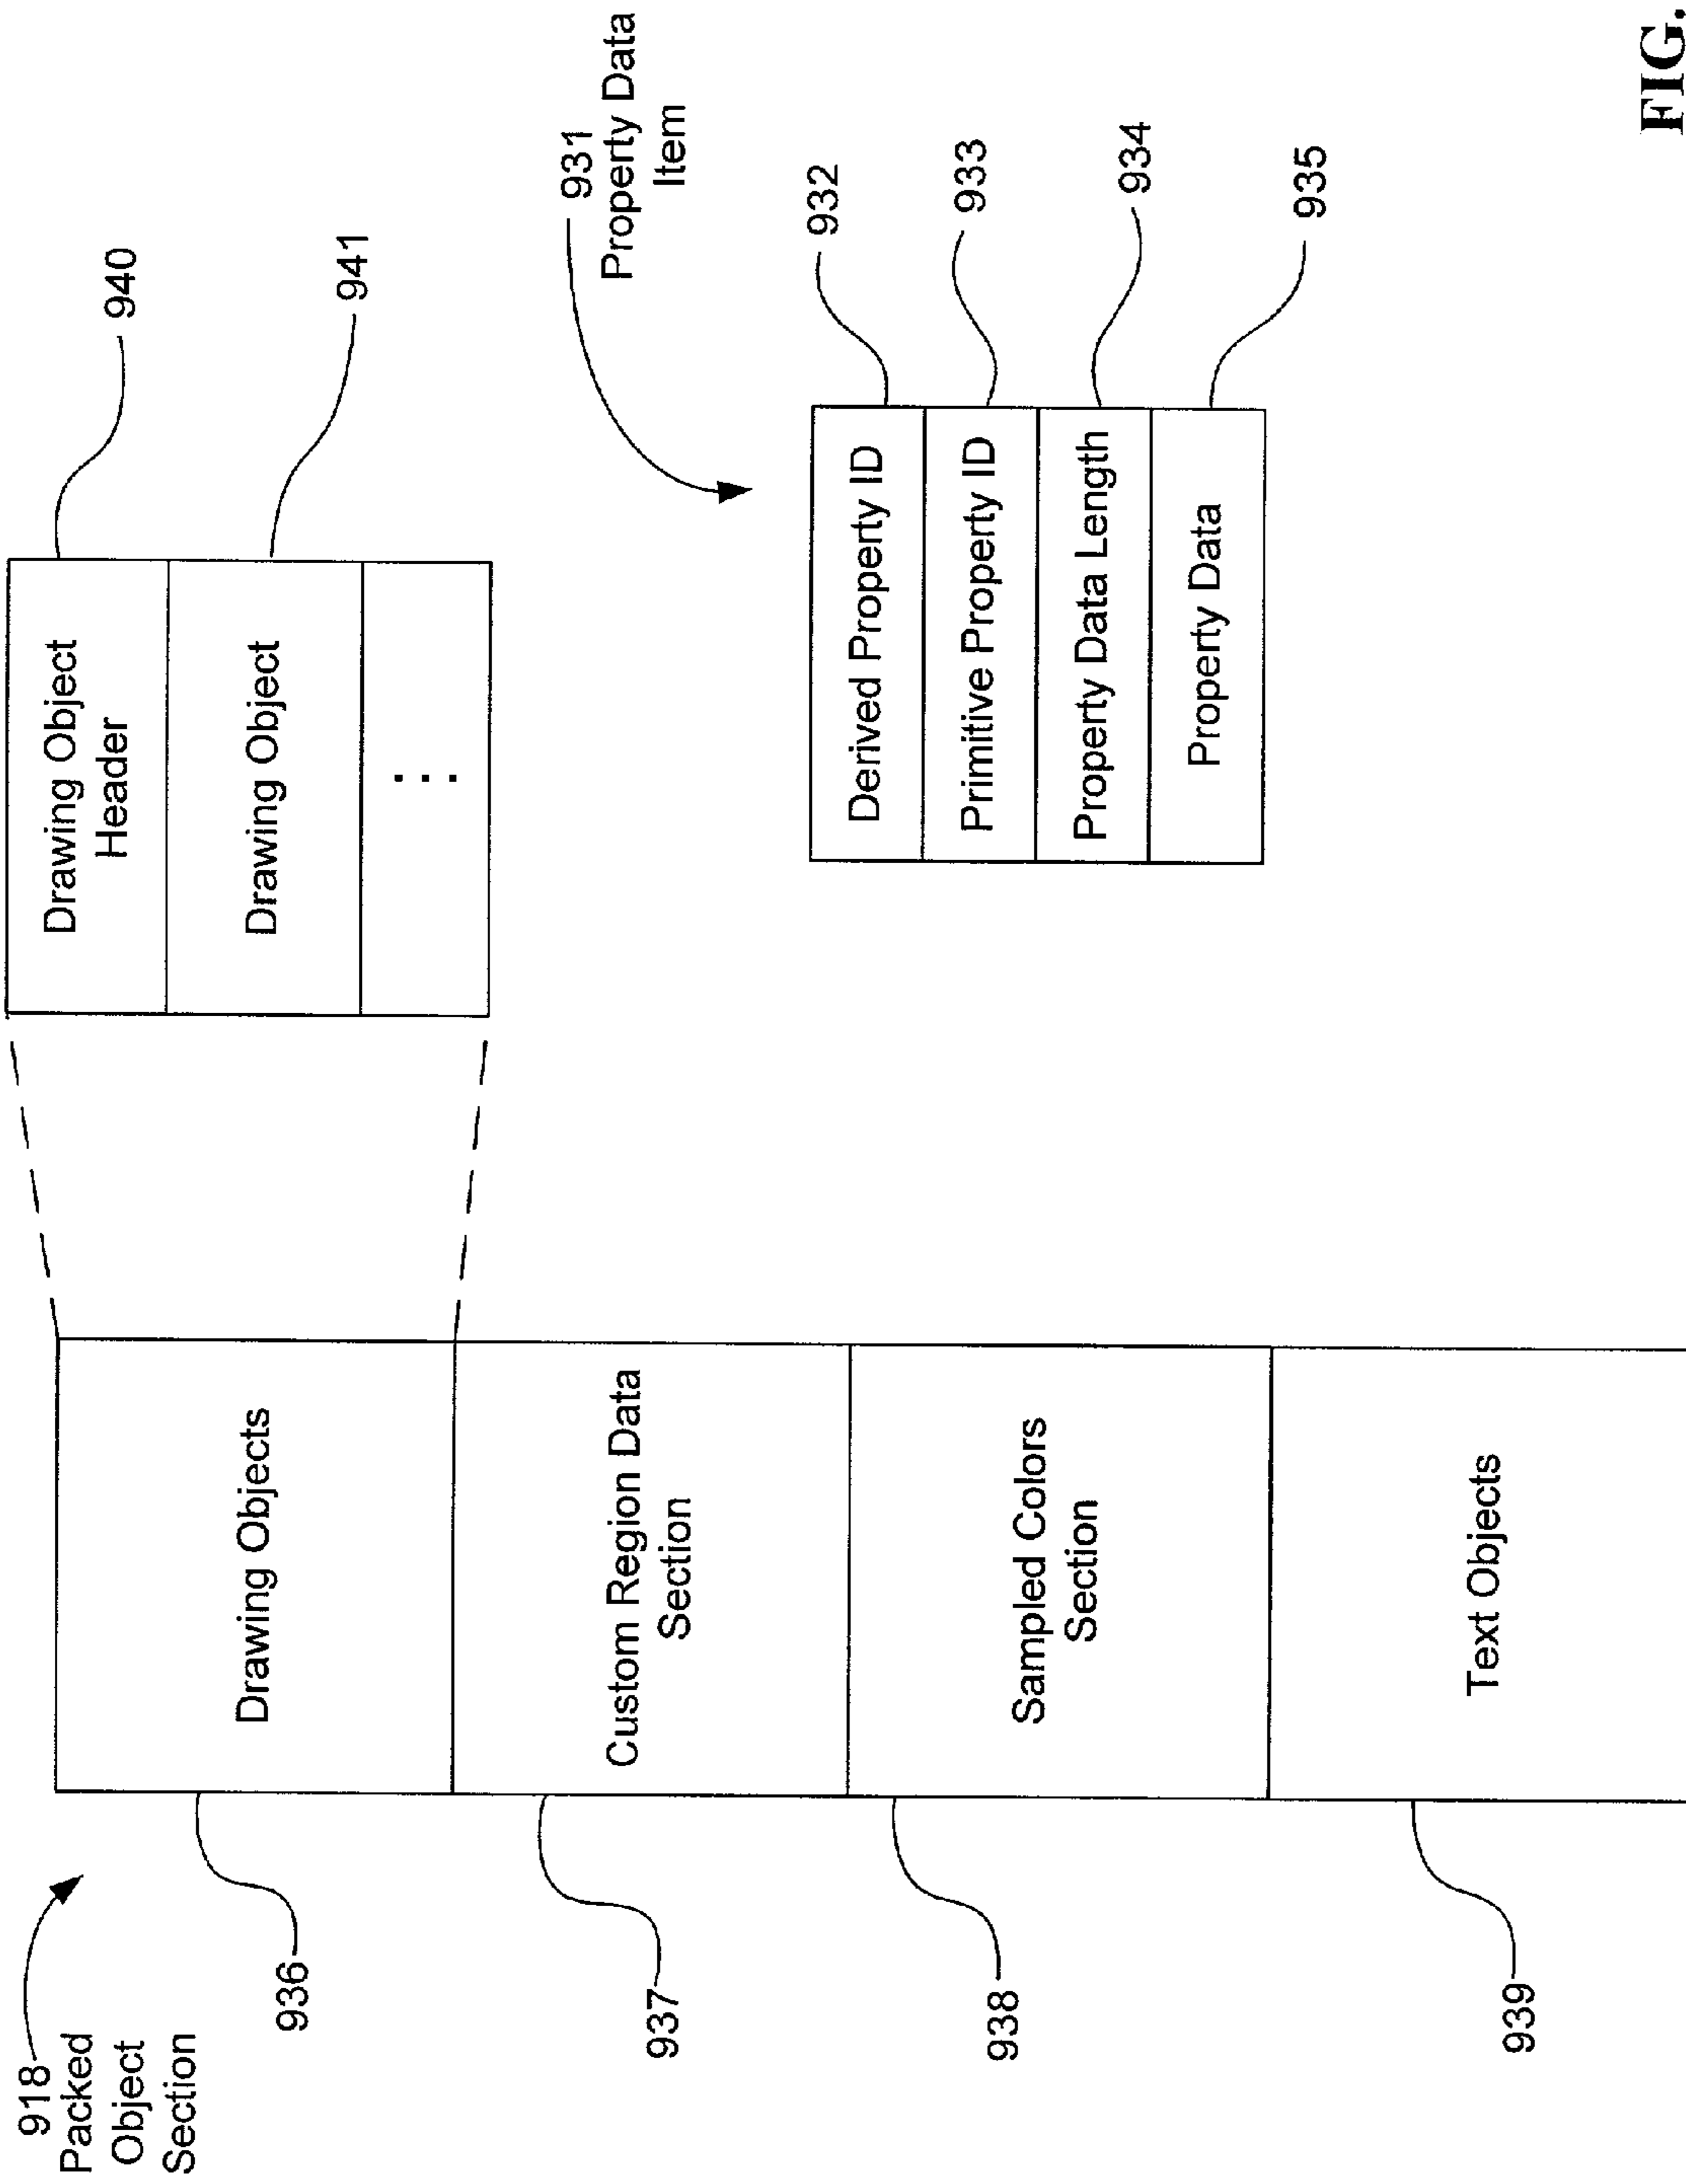 918
Packed
Object
Section
936
Drawing Objects
937
Custom Region Data
Section
938
Sampled Colors
Section
939
Text Objects
Drawing Object
Header
940
Drawing Object
941
...
931
Property Data
Item
Derived Property ID
932
Primitive Property ID
933
Property Data Length
934
Property Data
935
FIG.